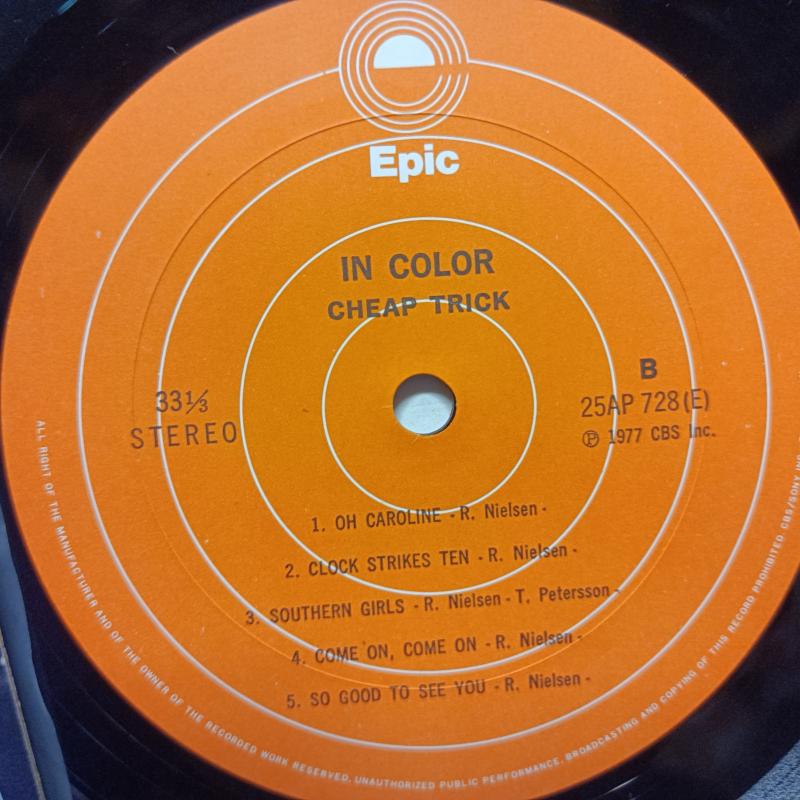 Epic
IN COLOR
CHEAP TRICK
33⅓
STEREO
B
25AP 728(E)
Ⓟ 1977 CBS Inc.
1. OH CAROLINE - R. Nielsen -
2. CLOCK STRIKES TEN - R. Nielsen -
3. SOUTHERN GIRLS - R. Nielsen - T. Petersson -
4. COME ON, COME ON - R. Nielsen -
5. SO GOOD TO SEE YOU - R. Nielsen -
ALL RIGHT OF THE MANUFACTURER AND OF THE OWNER OF THE RECORDED WORK RESERVED. UNAUTHORIZED PUBLIC PERFORMANCE. BROADCASTING AND COPYING OF THIS RECORD PROHIBITED. CBS/SONY INC.